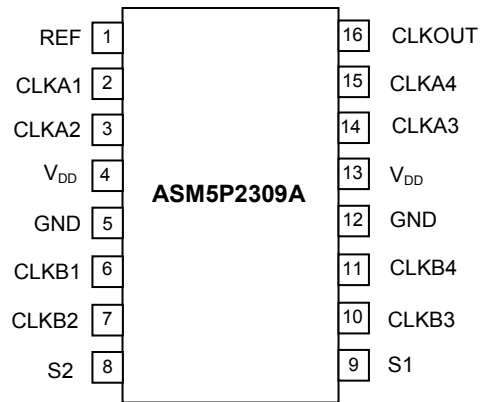 REF 1 16 CLKOUT
CLKA1 2 15 CLKA4
CLKA2 3 14 CLKA3
VDD 4 13 VDD
ASM5P2309A
GND 5 12 GND
CLKB1 6 11 CLKB4
CLKB2 7 10 CLKB3
S2 8 9 S1